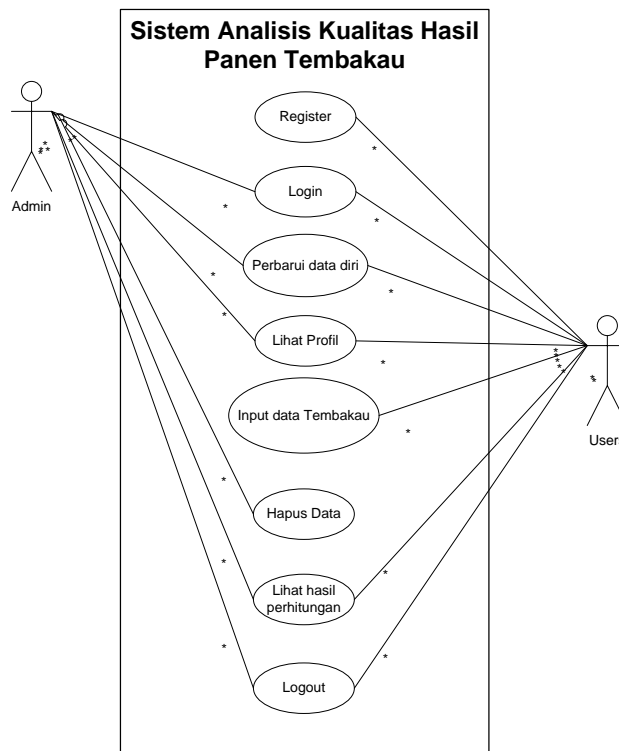 Sistem Analisis Kualitas Hasil
Panen Tembakau
Register
Login
Admin
Perbarui data diri
Lihat Profil
Input data Tembakau
User
Hapus Data
Lihat hasil
perhitungan
Logout